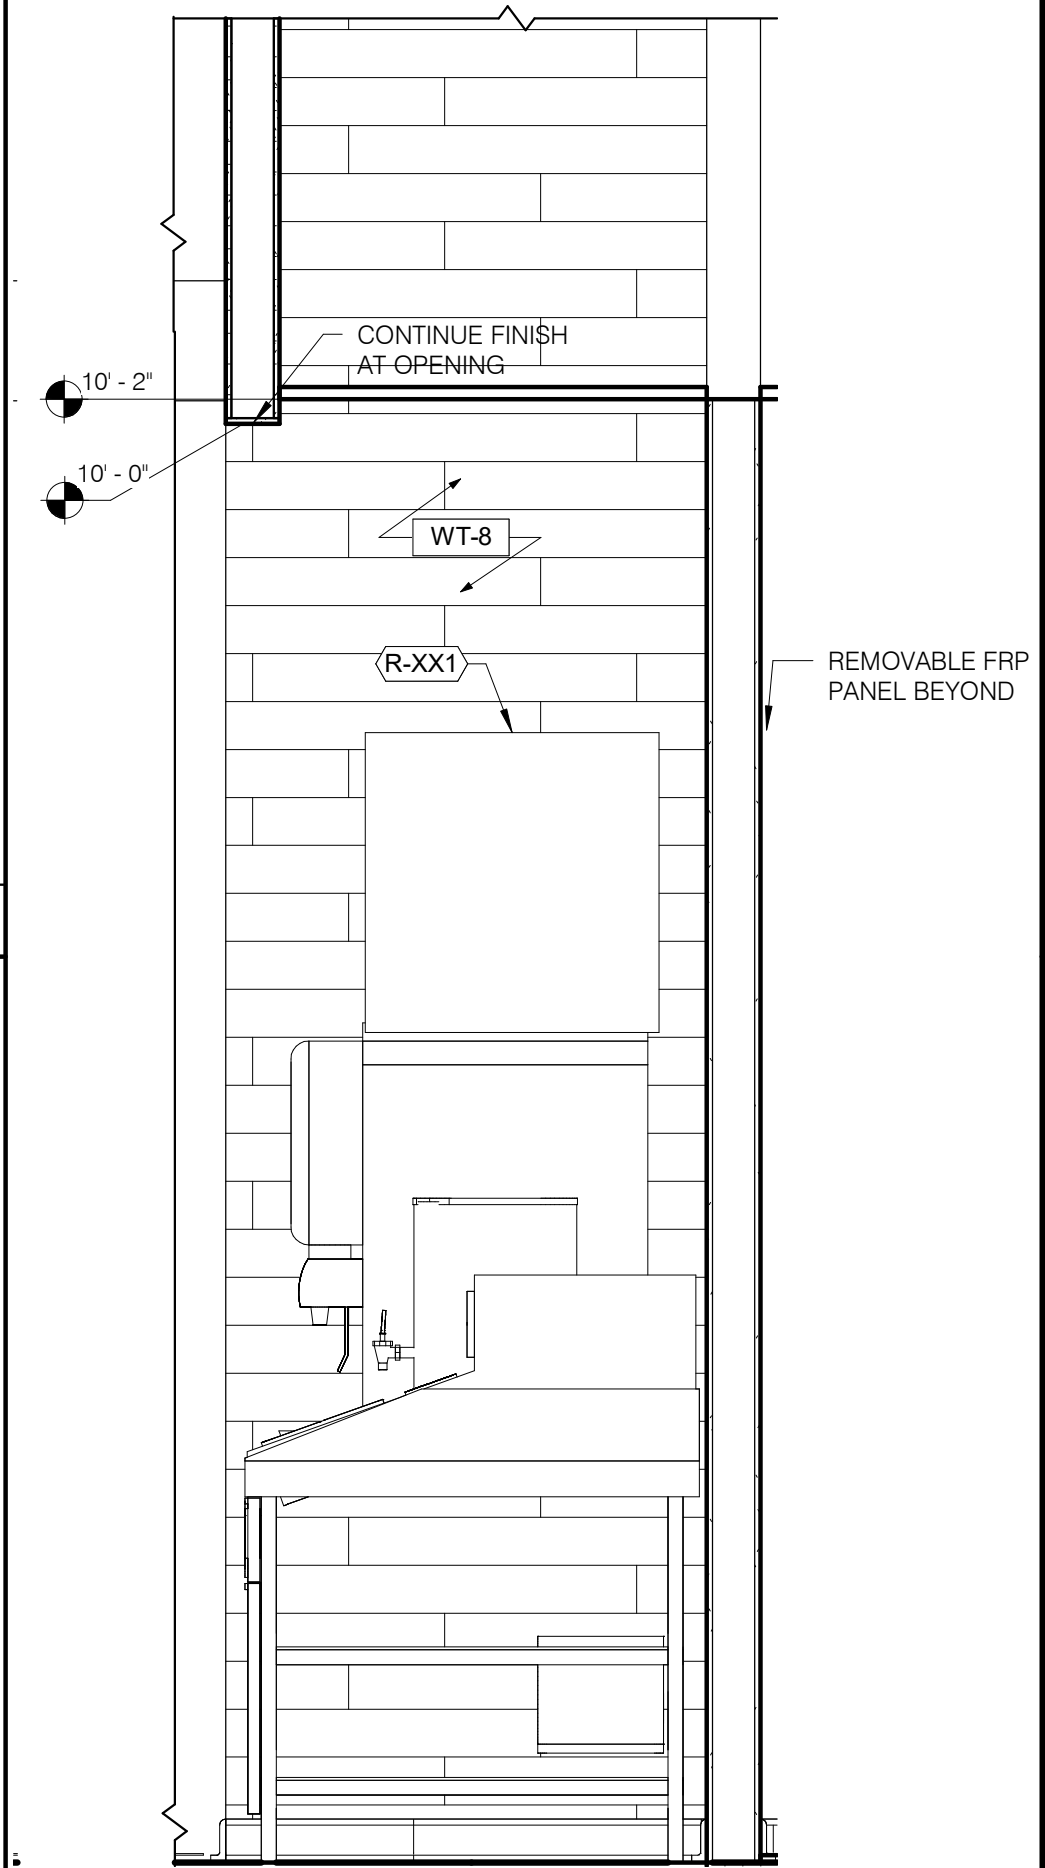 CONTINUE FINISH
AT OPENING
10' - 2"
10' - 0"
WT-8
R-XX1
REMOVABLE FRP
PANEL BEYOND